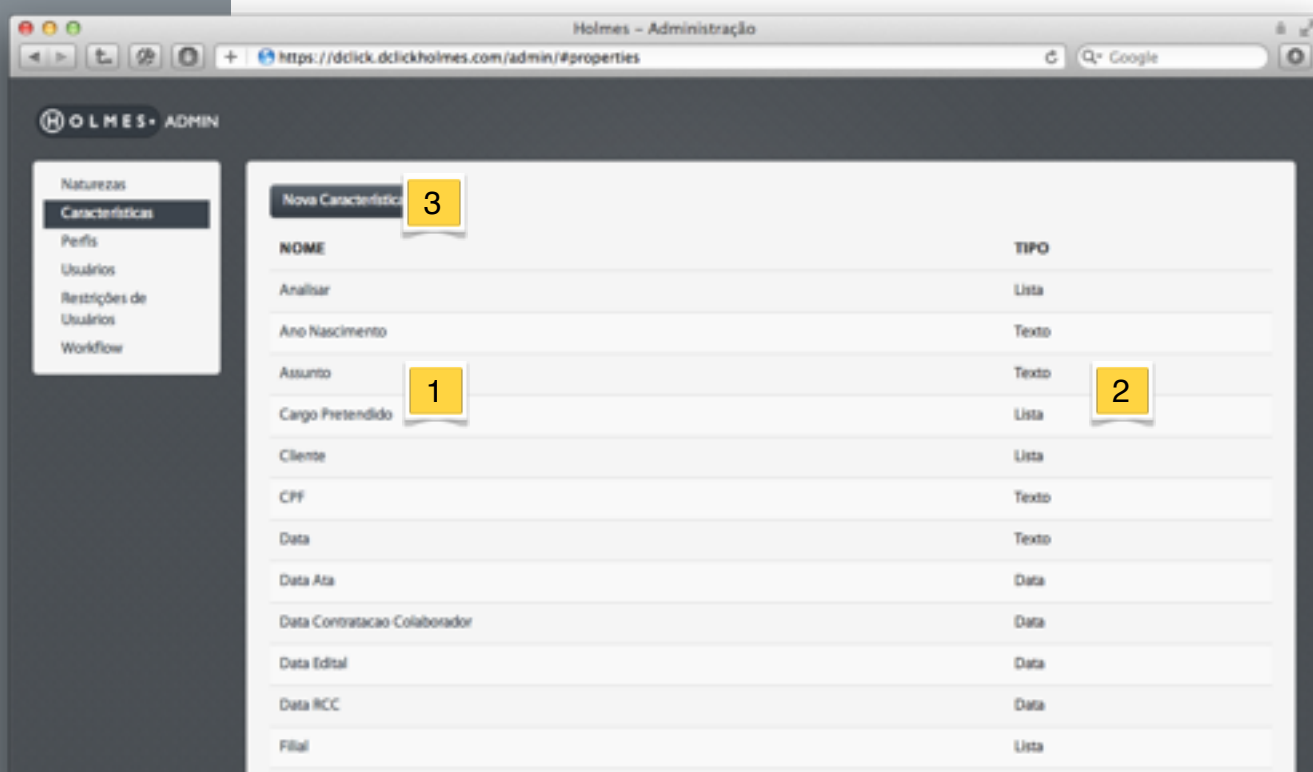 Holmes – Administração
https://dclick.dclickholmes.com/admin/#properties
Google
HOLMES• ADMIN
Naturezas
Características
Perfis
Usuários
Restrições de
Usuários
Workflow
Nova Característica
3
NOME TIPO
Analisar Lista
Ano Nascimento Texto
Assunto Texto
1 2
Cargo Pretendido Lista
Cliente Lista
CPF Texto
Data Texto
Data Ata Data
Data Contratacao Colaborador Data
Data Edital Data
Data RCC Data
Filial Lista